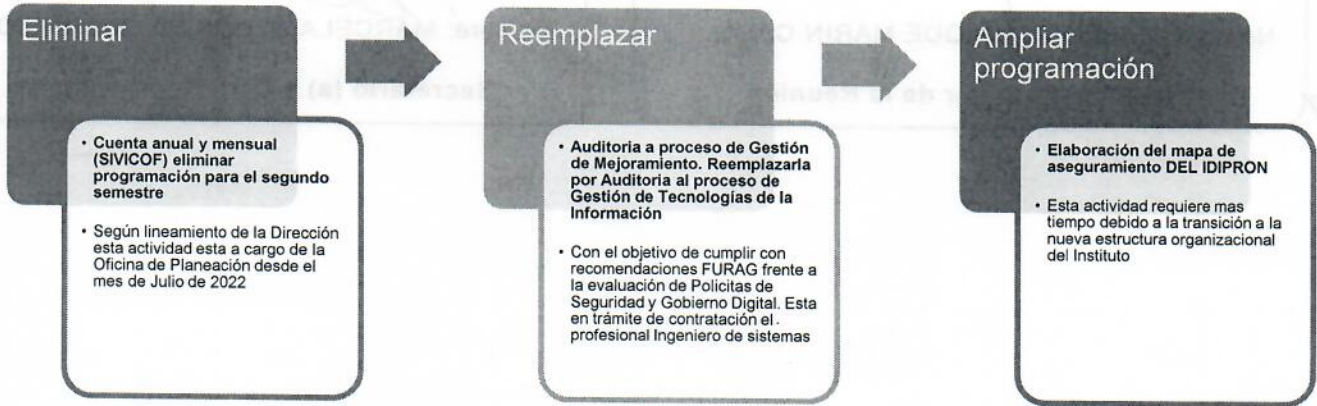 Eliminar
• Cuenta anual y mensual
(SIVICOF) eliminar
programación para el segundo
semestre
• Según lineamiento de la Dirección
esta actividad esta a cargo de la
Oficina de Planeación desde el
mes de Julio de 2022
Reemplazar
• Auditoria a proceso de Gestión
de Mejoramiento. Reemplazarla
por Auditoria al proceso de
Gestión de Tecnologías de la
Información
• Con el objetivo de cumplir con
recomendaciones FURAG frente a
la evaluación de Policitas de
Seguridad y Gobierno Digital. Esta
en trámite de contratación el
profesional Ingeniero de sistemas
Ampliar
programación
• Elaboración del mapa de
aseguramiento DEL IDIPRON
• Esta actividad requiere mas
tiempo debido a la transición a la
nueva estructura organizacional
del Instituto